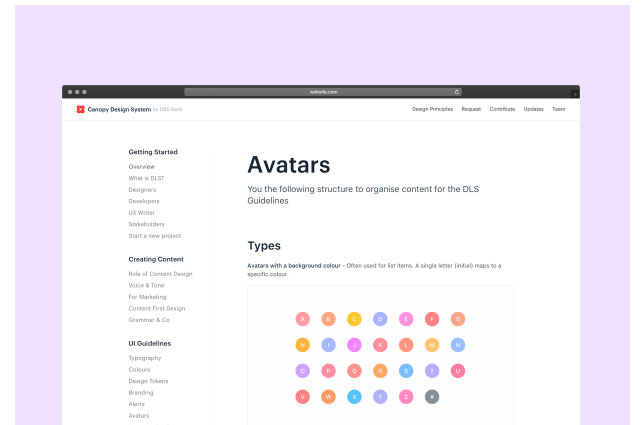 website.com
Canopy Design System by DBS Bank
Design Principles Request Contribute Updates Team
Getting Started
Overview
What is DLS?
Designers
Developers
UX Writer
Stakeholders
Start a new project
Creating Content
Role of Content Design
Voice & Tone
For Marketing
Content First Design
Grammar & Co
UI Guidelines
Typography
Colours
Design Tokens
Branding
Alerts
Avatars
Avatars
You the following structure to organise content for the DLS
Guidelines
Types
Avatars with a background colour - Often used for list items. A single letter (initial) maps to a
specific colour.
A B C D E F G
H I J K L M N
O P Q R S T U
V W X Y Z #